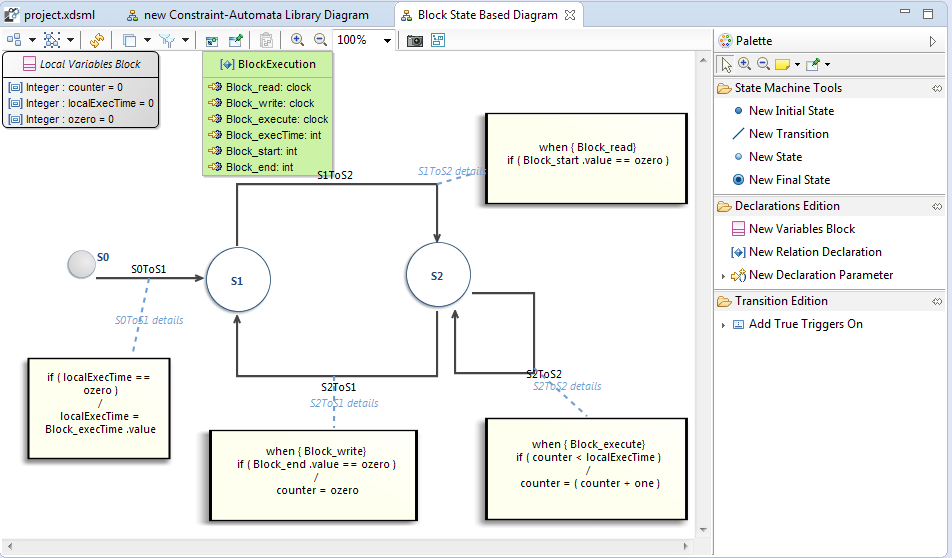 project.xdsml
new Constraint-Automata Library Diagram
Block State Based Diagram
100%
Local Variables Block
Integer : counter = 0
Integer : localExecTime = 0
Integer : ozero = 0
BlockExecution
Block_read: clock
Block_write: clock
Block_execute: clock
Block_execTime: int
Block_start: int
Block_end: int
S1ToS2
S1ToS2 details
when { Block_read}
if ( Block_start .value == ozero )
S0
S0ToS1
S1
S2
S0ToS1 details
if ( localExecTime ==
ozero )
/
localExecTime =
Block_execTime .value
S2ToS1
S2ToS1 details
when { Block_write}
if ( Block_end .value == ozero )
/
counter = ozero
S2ToS2
S2ToS2 details
when { Block_execute}
if ( counter < localExecTime )
/
counter = ( counter + one )
Palette
State Machine Tools
New Initial State
New Transition
New State
New Final State
Declarations Edition
New Variables Block
New Relation Declaration
New Declaration Parameter
Transition Edition
Add True Triggers On